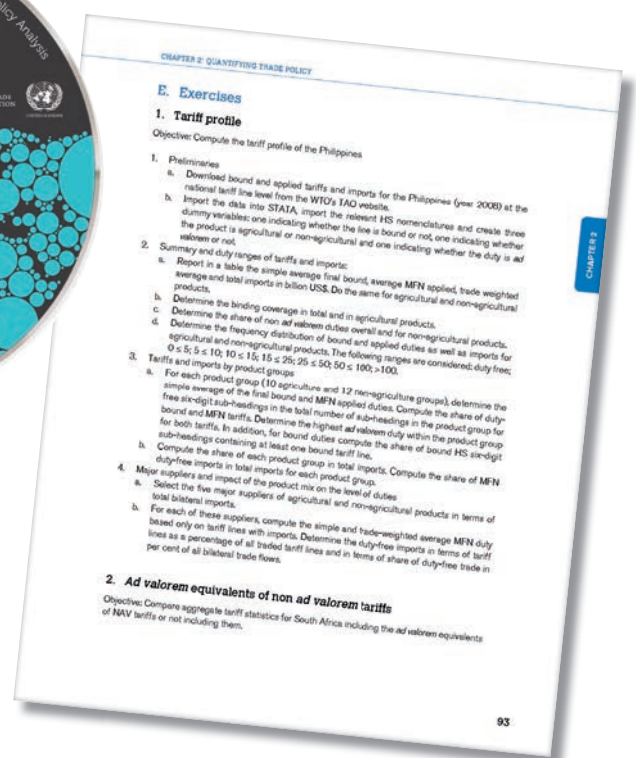 olicy Analysis
UNITED NATIONS
CHAPTER 2: QUANTIFYING TRADE POLICY
E. Exercises
1. Tariff profile
Objective: Compute the tariff profile of the Philippines
1. Preliminaries
a. Download bound and applied tariffs and imports for the Philippines (year 2008) at the
national tariff line level from the WTO's TAO website.
b. Import the data into STATA, import the relevant HS nomenclatures and create three
dummy variables: one indicating whether the line is bound or not, one indicating whether
the product is agricultural or non-agricultural and one indicating whether the duty is ad
valorem or not.
2. Summary and duty ranges of tariffs and imports:
a. Report in a table the simple average final bound, average MFN applied, trade weighted
average and total imports in billion US$. Do the same for agricultural and non-agricultural
products.
b. Determine the binding coverage in total and in agricultural products.
c. Determine the share of non ad valorem duties overall and for non-agricultural products.
d. Determine the frequency distribution of bound and applied duties as well as imports for
agricultural and non-agricultural products. The following ranges are considered: duty free;
0 ≤ 5; 5 ≤ 10; 10 ≤ 15; 15 ≤ 25; 25 ≤ 50; 50 ≤ 100; >100.
3. Tariffs and imports by product groups
a. For each product group (10 agriculture and 12 non-agriculture groups), determine the
simple average of the final bound and MFN applied duties. Compute the share of duty-
free six-digit sub-headings in the total number of sub-headings in the product group for
bound and MFN tariffs. Determine the highest ad valorem duty within the product group
for both tariffs. In addition, for bound duties compute the share of bound HS six-digit
sub-headings containing at least one bound tariff line.
b. Compute the share of each product group in total imports. Compute the share of MFN
duty-free imports in total imports for each product group.
4. Major suppliers and impact of the product mix on the level of duties
a. Select the five major suppliers of agricultural and non-agricultural products in terms of
total bilateral imports.
b. For each of these suppliers, compute the simple and trade-weighted average MFN duty
based only on tariff lines with imports. Determine the duty-free imports in terms of tariff
lines as a percentage of all traded tariff lines and in terms of share of duty-free trade in
per cent of all bilateral trade flows.
2. Ad valorem equivalents of non ad valorem tariffs
Objective: Compare aggregate tariff statistics for South Africa including the ad valorem equivalents
of NAV tariffs or not including them.
CHAPTER 2
93